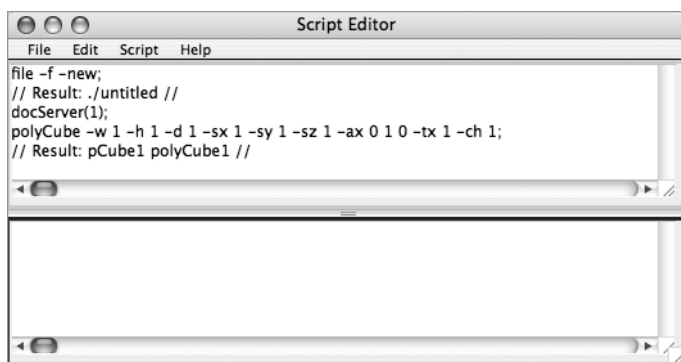 Script Editor
File Edit Script Help
file -f -new;
// Result: ./untitled //
docServer(1);
polyCube -w 1 -h 1 -d 1 -sx 1 -sy 1 -sz 1 -ax 0 1 0 -tx 1 -ch 1;
// Result: pCube1 polyCube1 //